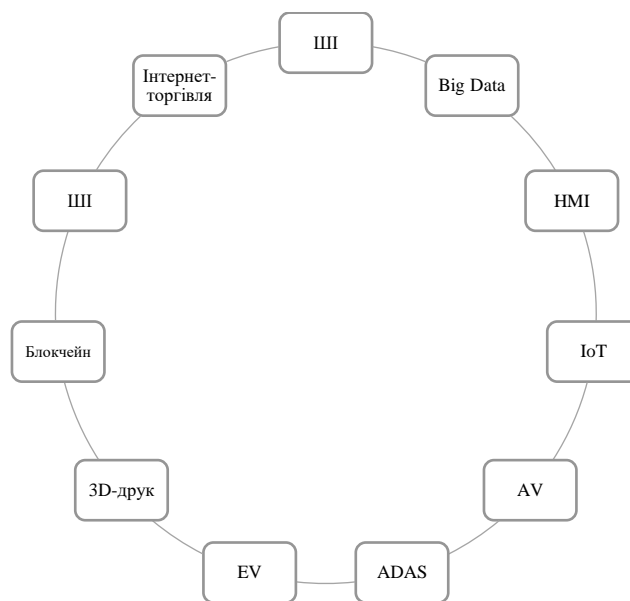 ШІ
Big Data
HMI
IoT
AV
ADAS
EV
3D-друк
Блокчейн
ШІ
Інтернет-
торгівля